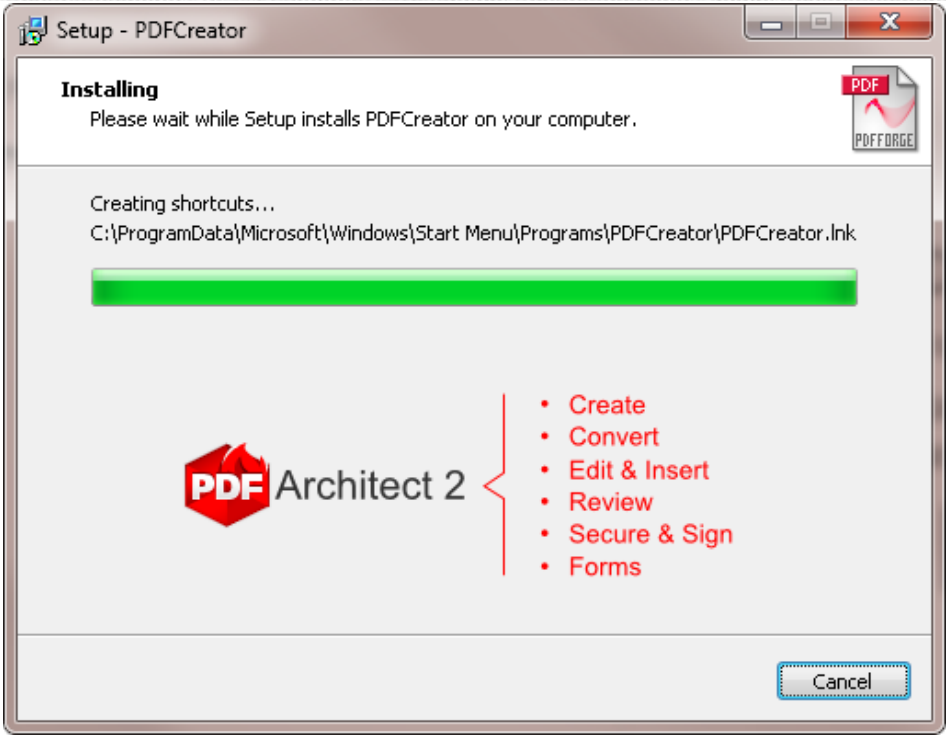 Setup - PDFCreator
Installing
Please wait while Setup installs PDFCreator on your computer.
PDF
PDFFORGE
Creating shortcuts...
C:\ProgramData\Microsoft\Windows\Start Menu\Programs\PDFCreator\PDFCreator.lnk
PDF Architect 2
• Create
• Convert
• Edit & Insert
• Review
• Secure & Sign
• Forms
Cancel